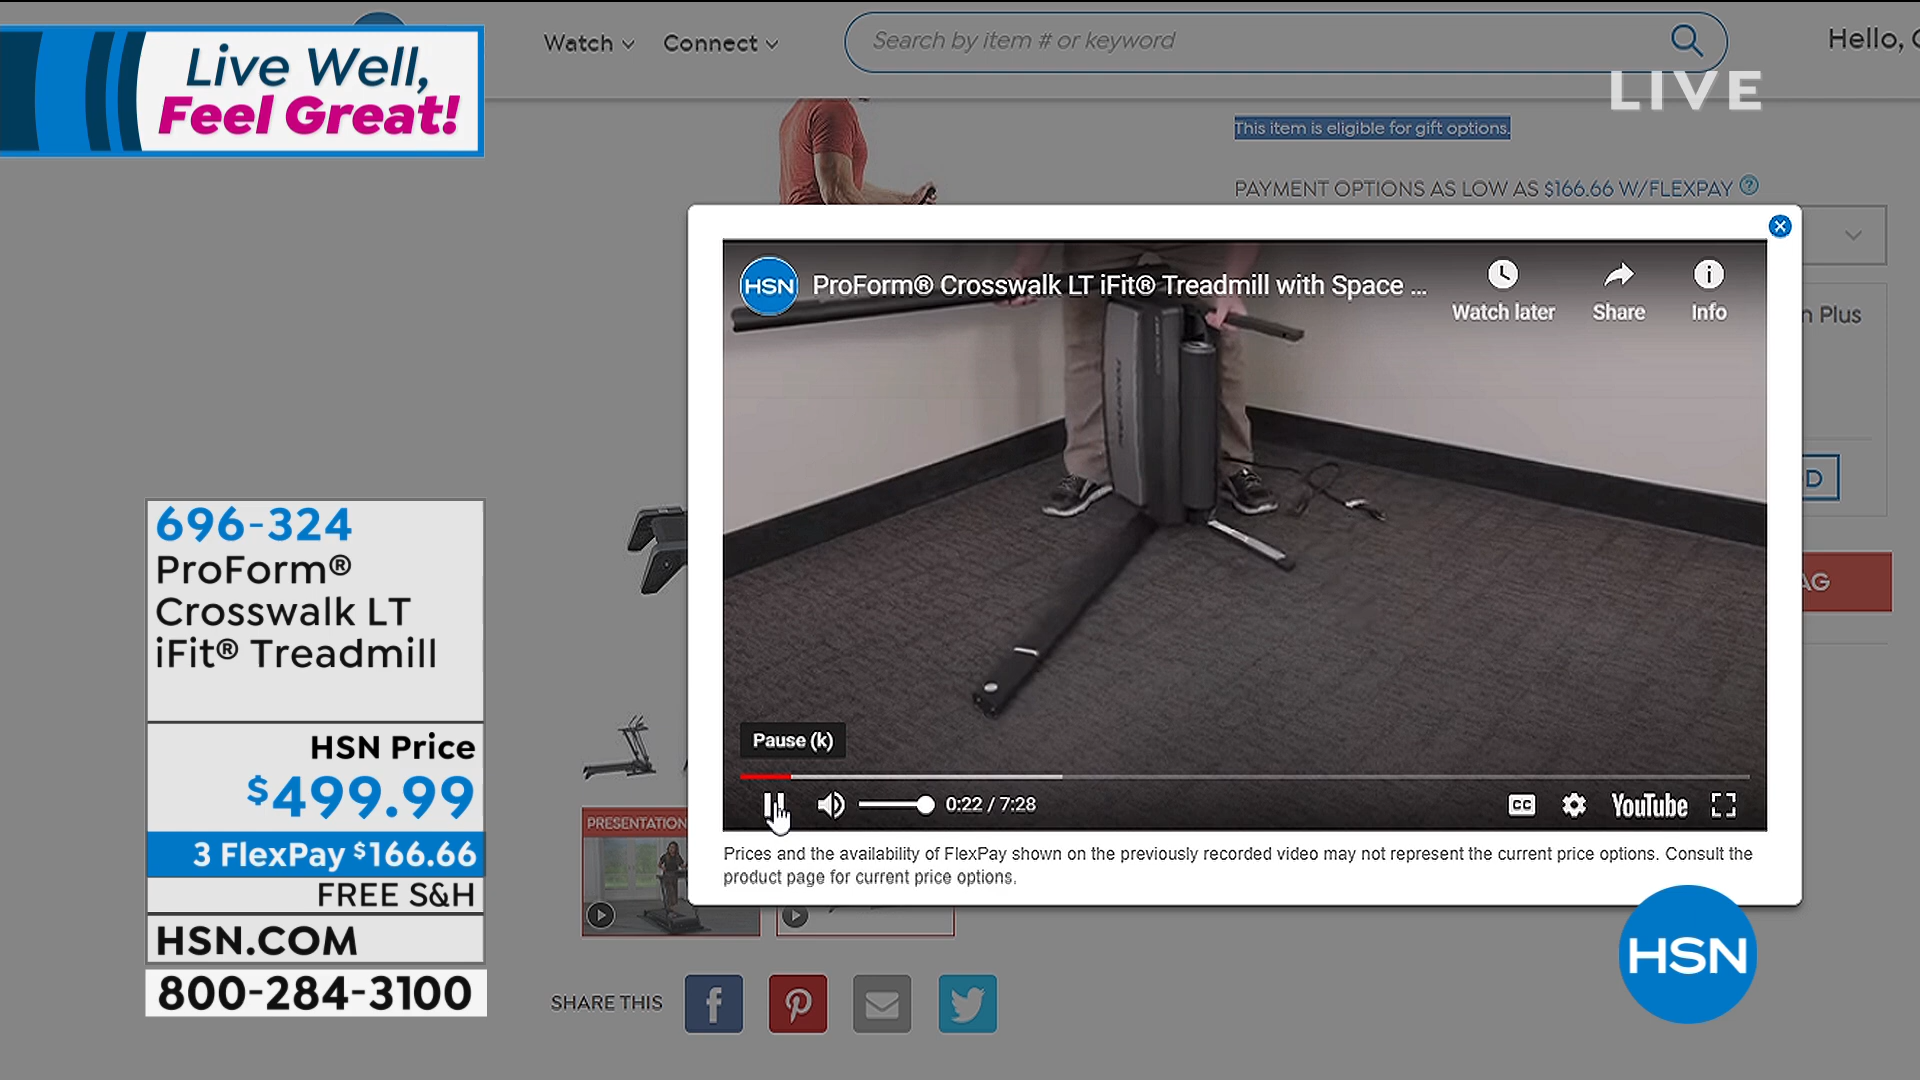 Live Well,
Feel Great!
Watch
Connect
Search by item # or keyword
Hello,
LIVE
This item is eligible for gift options.
PAYMENT OPTIONS AS LOW AS $166.66 W/FLEXPAY ?
HSN
ProForm® Crosswalk LT iFit® Treadmill with Space ...
Watch later
Share
Info
n Plus
D
AG
696-324
ProForm®
Crosswalk LT
iFit® Treadmill
HSN Price
$499.99
3 FlexPay $166.66
FREE S&H
HSN.COM
800-284-3100
Pause (k)
0:22 / 7:28
CC
YouTube
PRESENTATION
Prices and the availability of FlexPay shown on the previously recorded video may not represent the current price options. Consult the
product page for current price options.
SHARE THIS
HSN